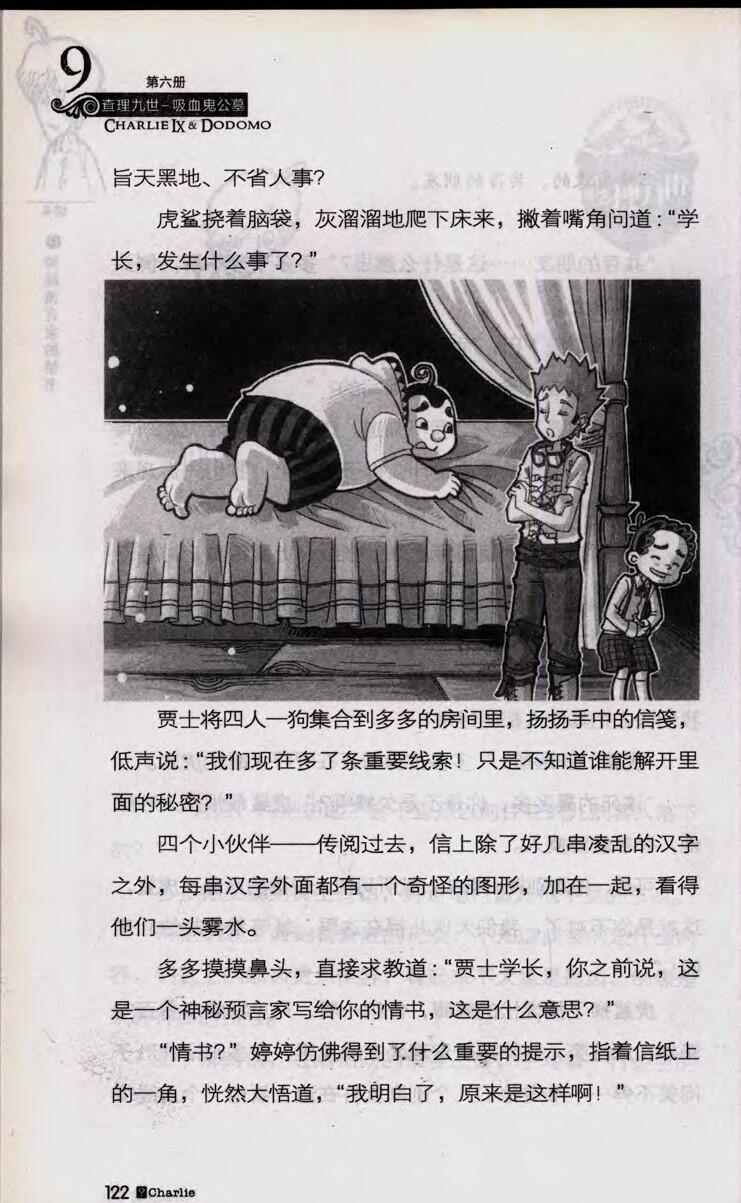 9
第六册
查理九世-吸血鬼公墓
CHARLIE IX & DODOMO
旨天黑地、不省人事?
虎鲨挠着脑袋，灰溜溜地爬下床来，撇着嘴角问道：“学
长，发生什么事了？”
贾士将四人一狗集合到多多的房间里，扬扬手中的信笺，
低声说：“我们现在多了条重要线索！只是不知道谁能解开里
面的秘密？”
四个小伙伴一一传阅过去，信上除了好几串凌乱的汉字
之外，每串汉字外面都有一个奇怪的图形，加在一起，看得
他们一头雾水。
多多摸摸鼻头，直接求教道：“贾士学长，你之前说，这
是一个神秘预言家写给你的情书，这是什么意思？”
“情书？”婷婷仿佛得到了什么重要的提示，指着信纸上
的一角，恍然大悟道，“我明白了，原来是这样啊！”
122 Charlie